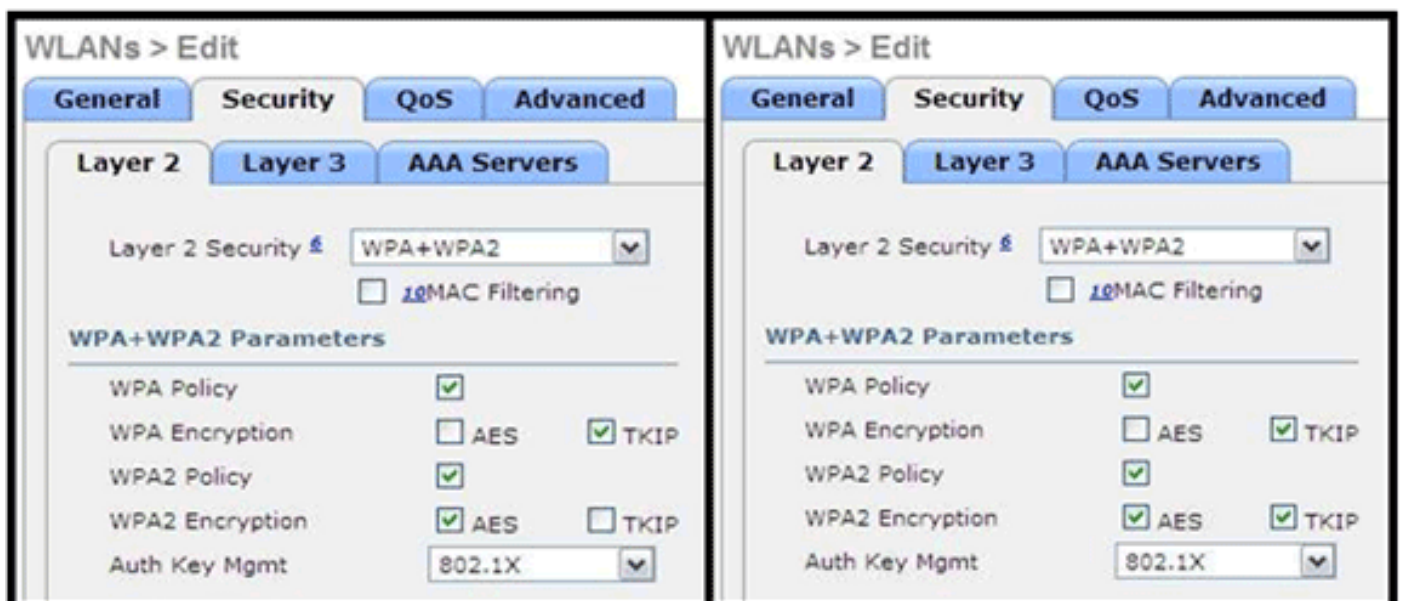 WLANs > Edit
General Security QoS Advanced
Layer 2 Layer 3 AAA Servers
Layer 2 Security 6 WPA+WPA2
10MAC Filtering
WPA+WPA2 Parameters
WPA Policy
WPA Encryption AES TKIP
WPA2 Policy
WPA2 Encryption AES TKIP
Auth Key Mgmt 802.1X
WLANs > Edit
General Security QoS Advanced
Layer 2 Layer 3 AAA Servers
Layer 2 Security 6 WPA+WPA2
10MAC Filtering
WPA+WPA2 Parameters
WPA Policy
WPA Encryption AES TKIP
WPA2 Policy
WPA2 Encryption AES TKIP
Auth Key Mgmt 802.1X